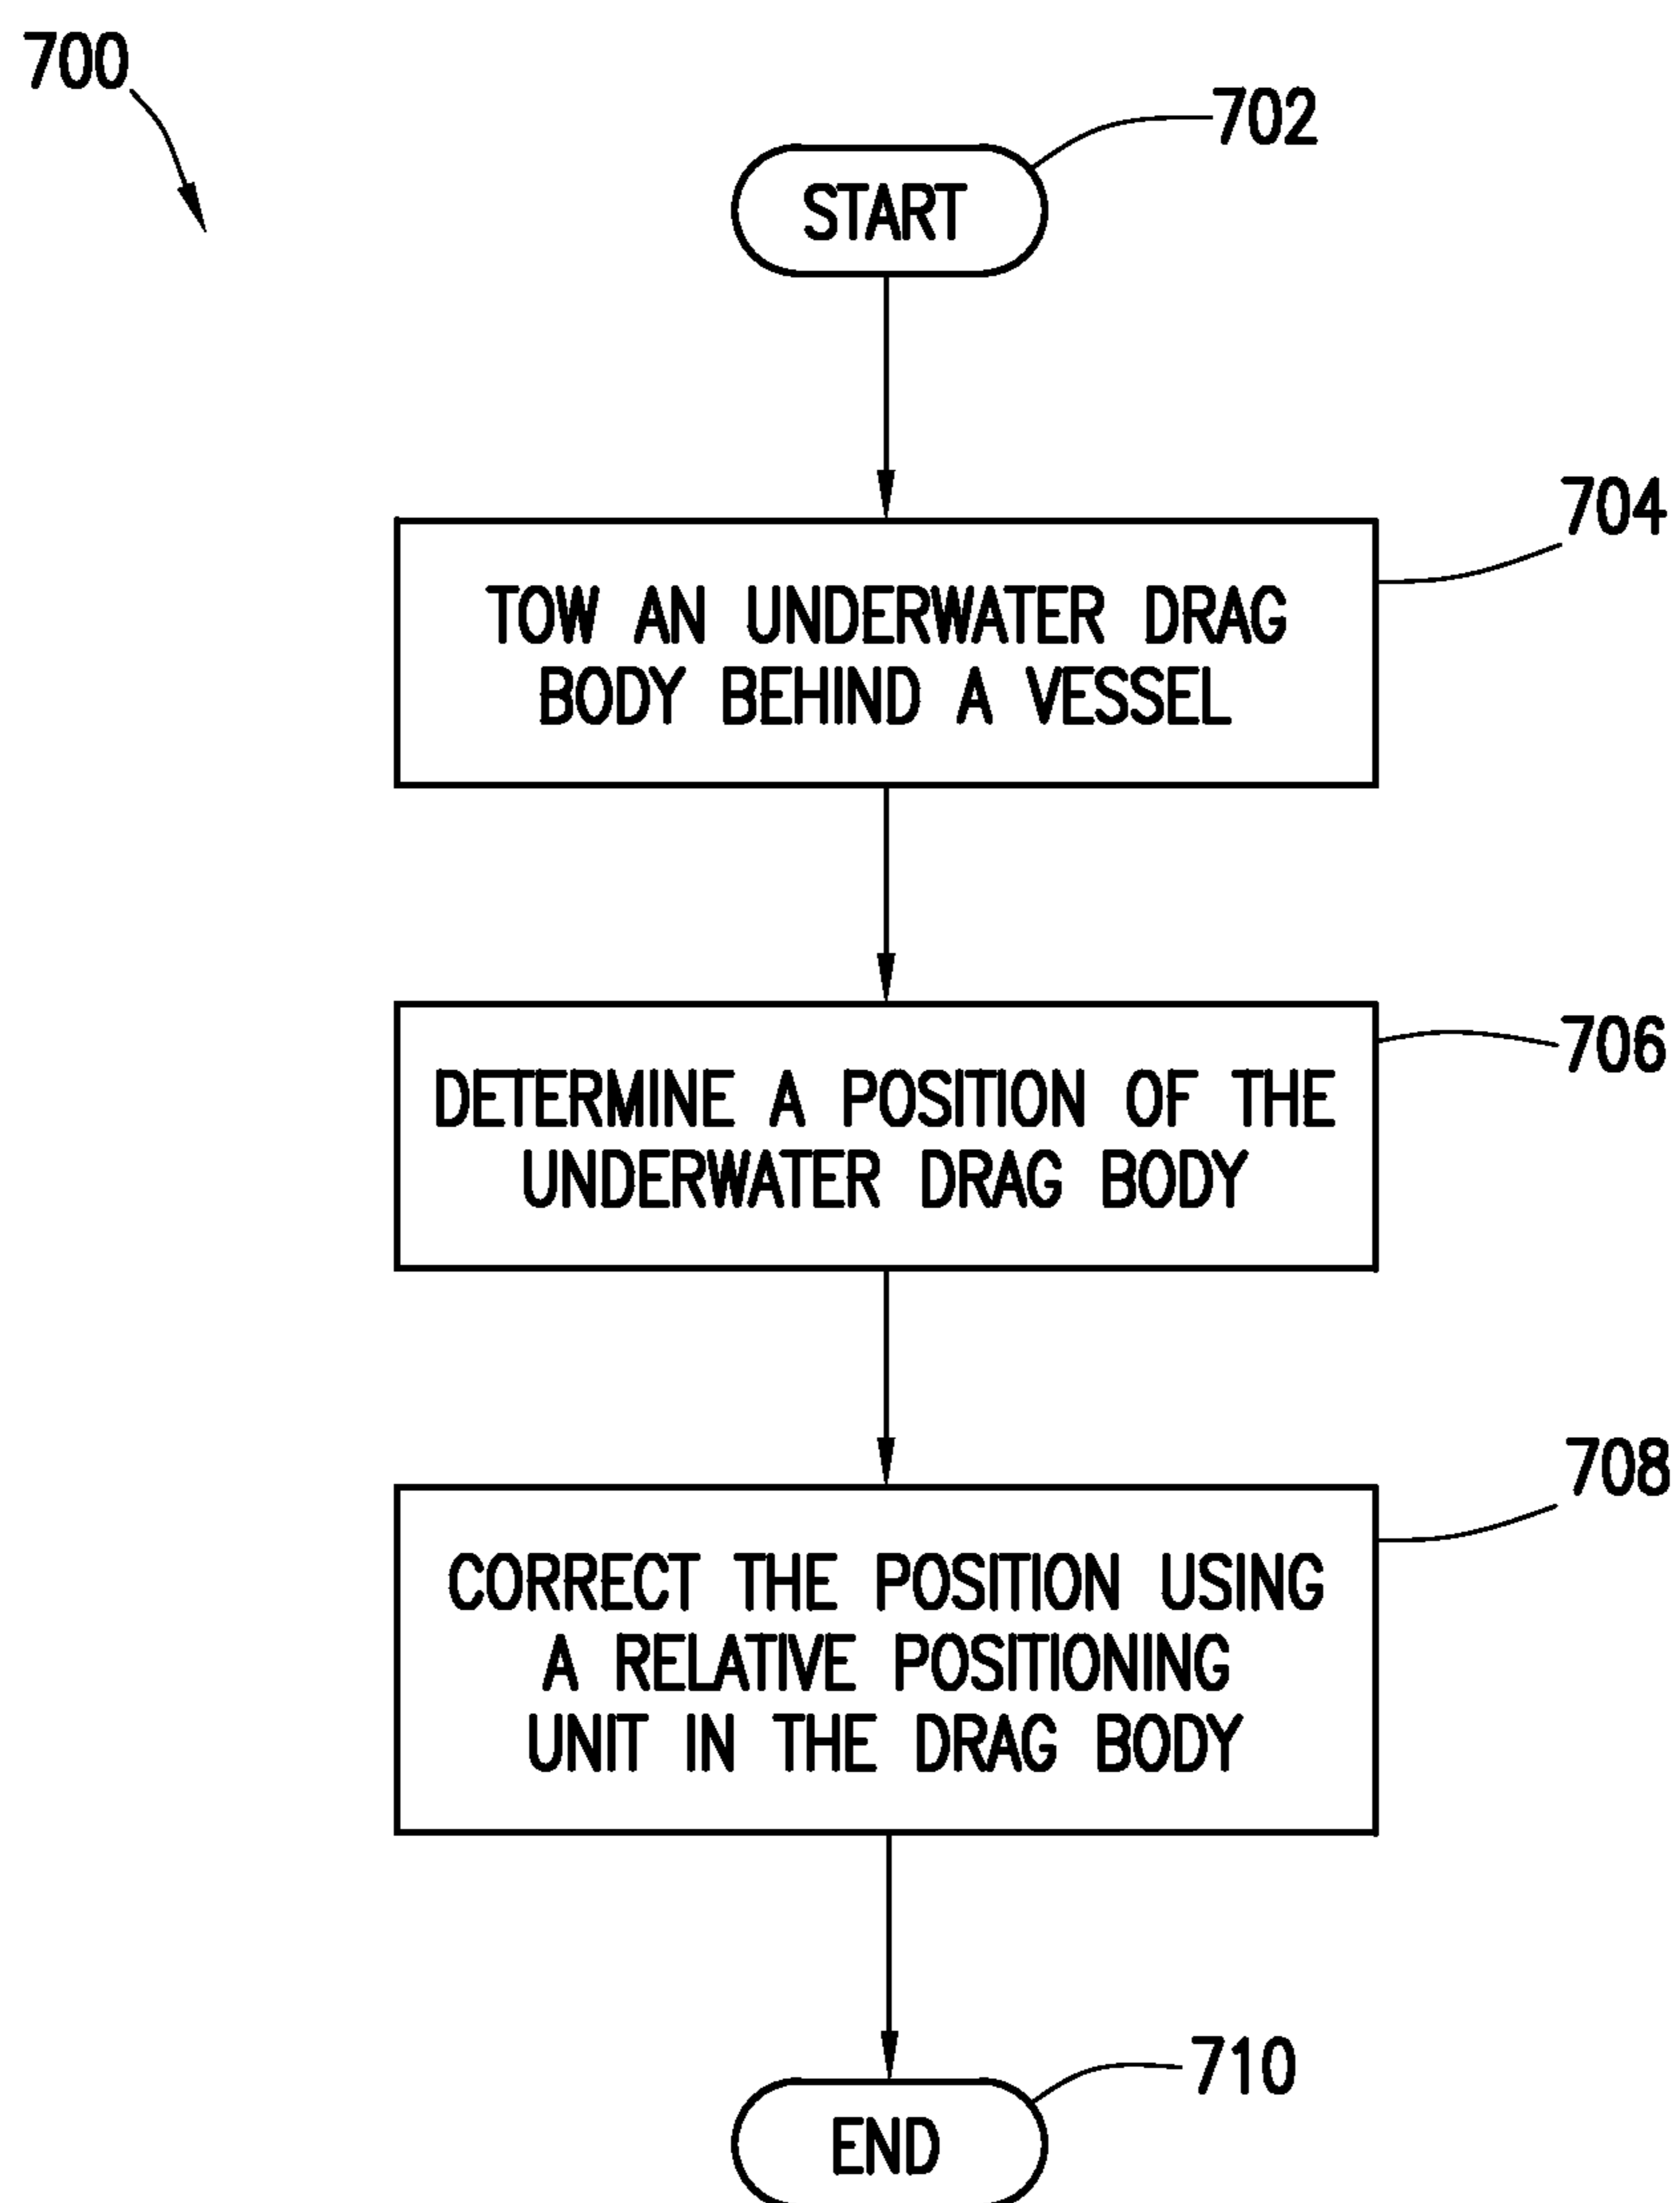 700
702
START
704
TOW AN UNDERWATER DRAG
BODY BEHIND A VESSEL
706
DETERMINE A POSITION OF THE
UNDERWATER DRAG BODY
708
CORRECT THE POSITION USING
A RELATIVE POSITIONING
UNIT IN THE DRAG BODY
710
END